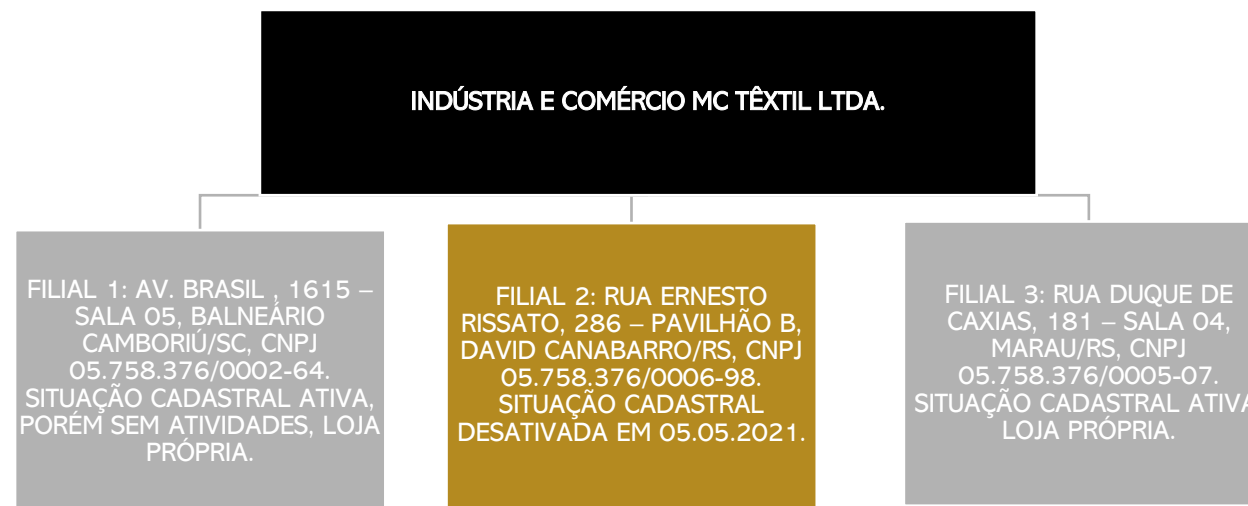 INDÚSTRIA E COMÉRCIO MC TÊXTIL LTDA.
FILIAL 1: AV. BRASIL , 1615 –
SALA 05, BALNEÁRIO
CAMBORIÚ/SC, CNPJ
05.758.376/0002-64.
SITUAÇÃO CADASTRAL ATIVA,
PORÉM SEM ATIVIDADES, LOJA
PRÓPRIA.
FILIAL 2: RUA ERNESTO
RISSATO, 286 – PAVILHÃO B,
DAVID CANABARRO/RS, CNPJ
05.758.376/0006-98.
SITUAÇÃO CADASTRAL
DESATIVADA EM 05.05.2021.
FILIAL 3: RUA DUQUE DE
CAXIAS, 181 – SALA 04,
MARAU/RS, CNPJ
05.758.376/0005-07.
SITUAÇÃO CADASTRAL ATIVA
LOJA PRÓPRIA.